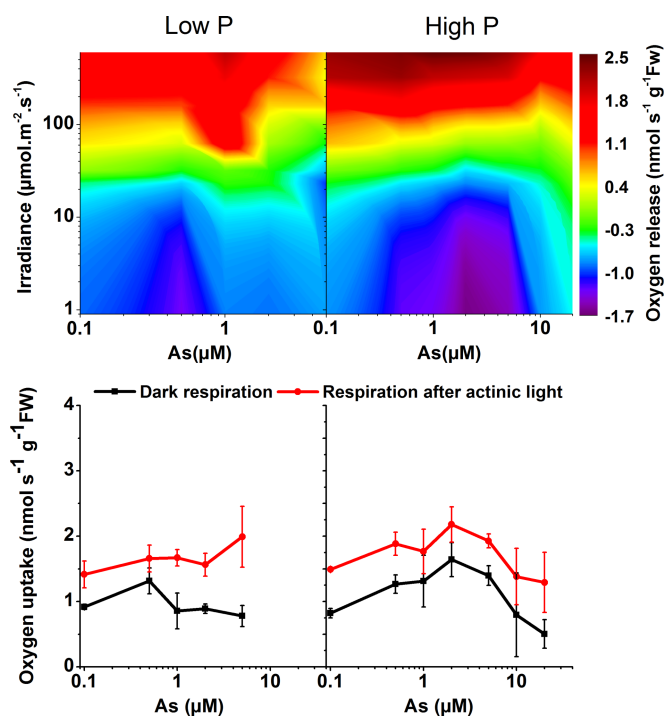 Low P
High P
Irradiance (µmol.m⁻².s⁻¹)
100
10
1
0.1
1
0.1
1
10
As(µM)
As(µM)
2.5
1.8
1.1
0.4
-0.3
-1.0
-1.7
Oxygen release (nmol s⁻¹ g⁻¹Fw)
Dark respiration
Respiration after actinic light
Oxygen uptake (nmol s⁻¹ g⁻¹FW)
4
3
2
1
0
0.1
1
10
0.1
1
10
As (µM)
As (µM)